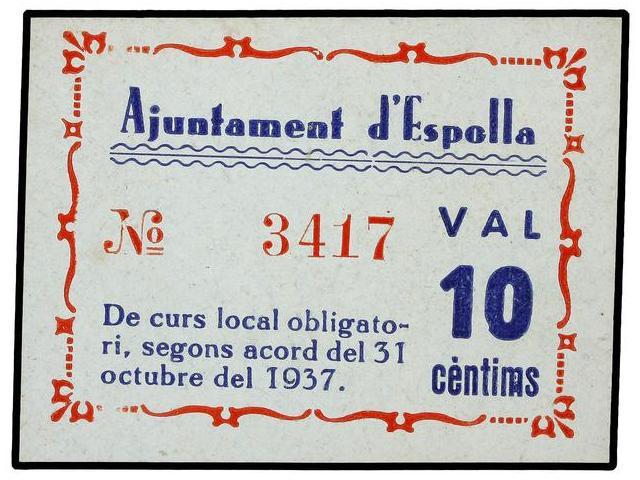 Ajuntament d'Espolla
Nº 3417
VAL
10
cèntims
De curs local obligato-
ri, segons acord del 31
octubre del 1937.